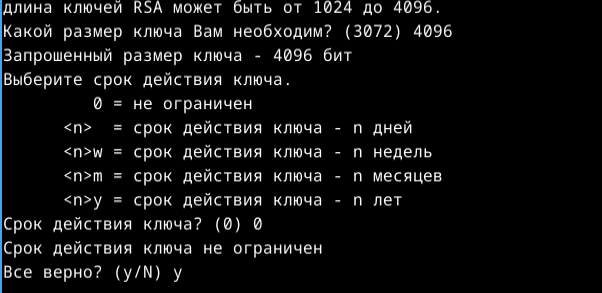 длина ключей RSA может быть от 1024 до 4096.
Какой размер ключа Вам необходим? (3072) 4096
Запрошенный размер ключа - 4096 бит
Выберите срок действия ключа.
0 = не ограничен
<n>  = срок действия ключа - n дней
<n>w = срок действия ключа - n недель
<n>m = срок действия ключа - n месяцев
<n>y = срок действия ключа - n лет
Срок действия ключа? (0) 0
Срок действия ключа не ограничен
Все верно? (y/N) y